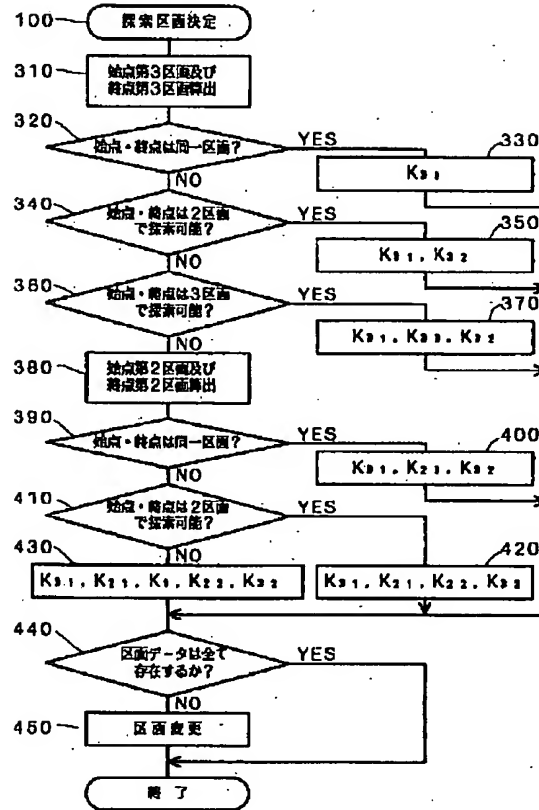 100
探索区画決定
310
始点第3区画及び
終点第3区画算出
320
始点・終点は同一区画?
YES
330
K₃₁
NO
340
始点・終点は2区画
で探索可能?
YES
350
K₃₁, K₃₂
NO
360
始点・終点は3区画
で探索可能?
YES
370
K₃₁, K₃₃, K₃₂
NO
380
始点第2区画及び
終点第2区画算出
390
始点・終点は同一区画?
YES
400
K₃₁, K₂₁, K₃₂
NO
410
始点・終点は2区画
で探索可能?
YES
NO
430
K₃₁, K₂₁, K₁, K₂₂, K₃₂
420
K₃₁, K₂₁, K₂₂, K₃₂
440
区画データは全て
存在するか?
YES
NO
450
区画変更
終了